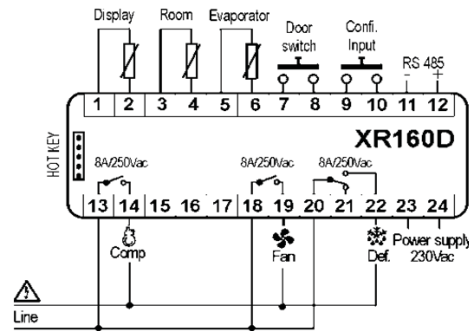 Display Room Evaporator Door switch Confi. Input RS 485
- +
1 2 3 4 5 6 7 8 9 10 11 12
XR160D
HOT KEY
8A/250Vac 8A/250Vac 8A/250Vac
13 14 15 16 17 18 19 20 21 22 23 24
Comp Fan Def. Power supply 230Vac
Line